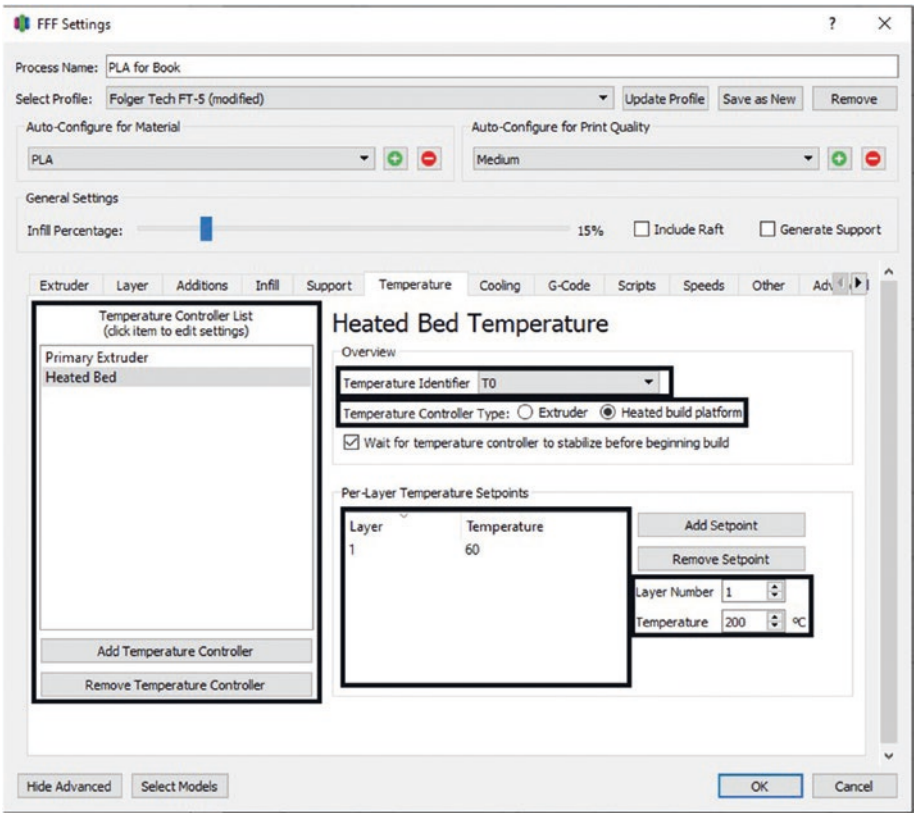 FFF Settings ? ×
Process Name: PLA for Book
Select Profile: Folger Tech FT-5 (modified) Update Profile Save as New Remove
Auto-Configure for Material Auto-Configure for Print Quality
PLA Medium
General Settings
Infill Percentage: 15% Include Raft Generate Support
Extruder Layer Additions Infill Support Temperature Cooling G-Code Scripts Speeds Other
Temperature Controller List
(click item to edit settings)
Heated Bed Temperature
Primary Extruder
Heated Bed
Overview
Temperature Identifier T0
Temperature Controller Type: Extruder Heated build platform
Wait for temperature controller to stabilize before beginning build
Per-Layer Temperature Setpoints
Layer Temperature
1 60
Add Setpoint
Remove Setpoint
Layer Number 1
Temperature 200 ºC
Add Temperature Controller
Remove Temperature Controller
Hide Advanced Select Models OK Cancel